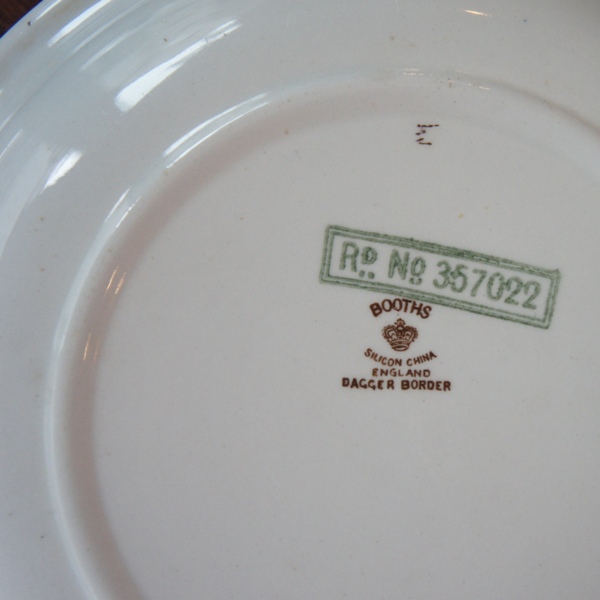 Rᴰ.. Nº 357022
BOOTHS
SILICON CHINA
ENGLAND
DAGGER BORDER